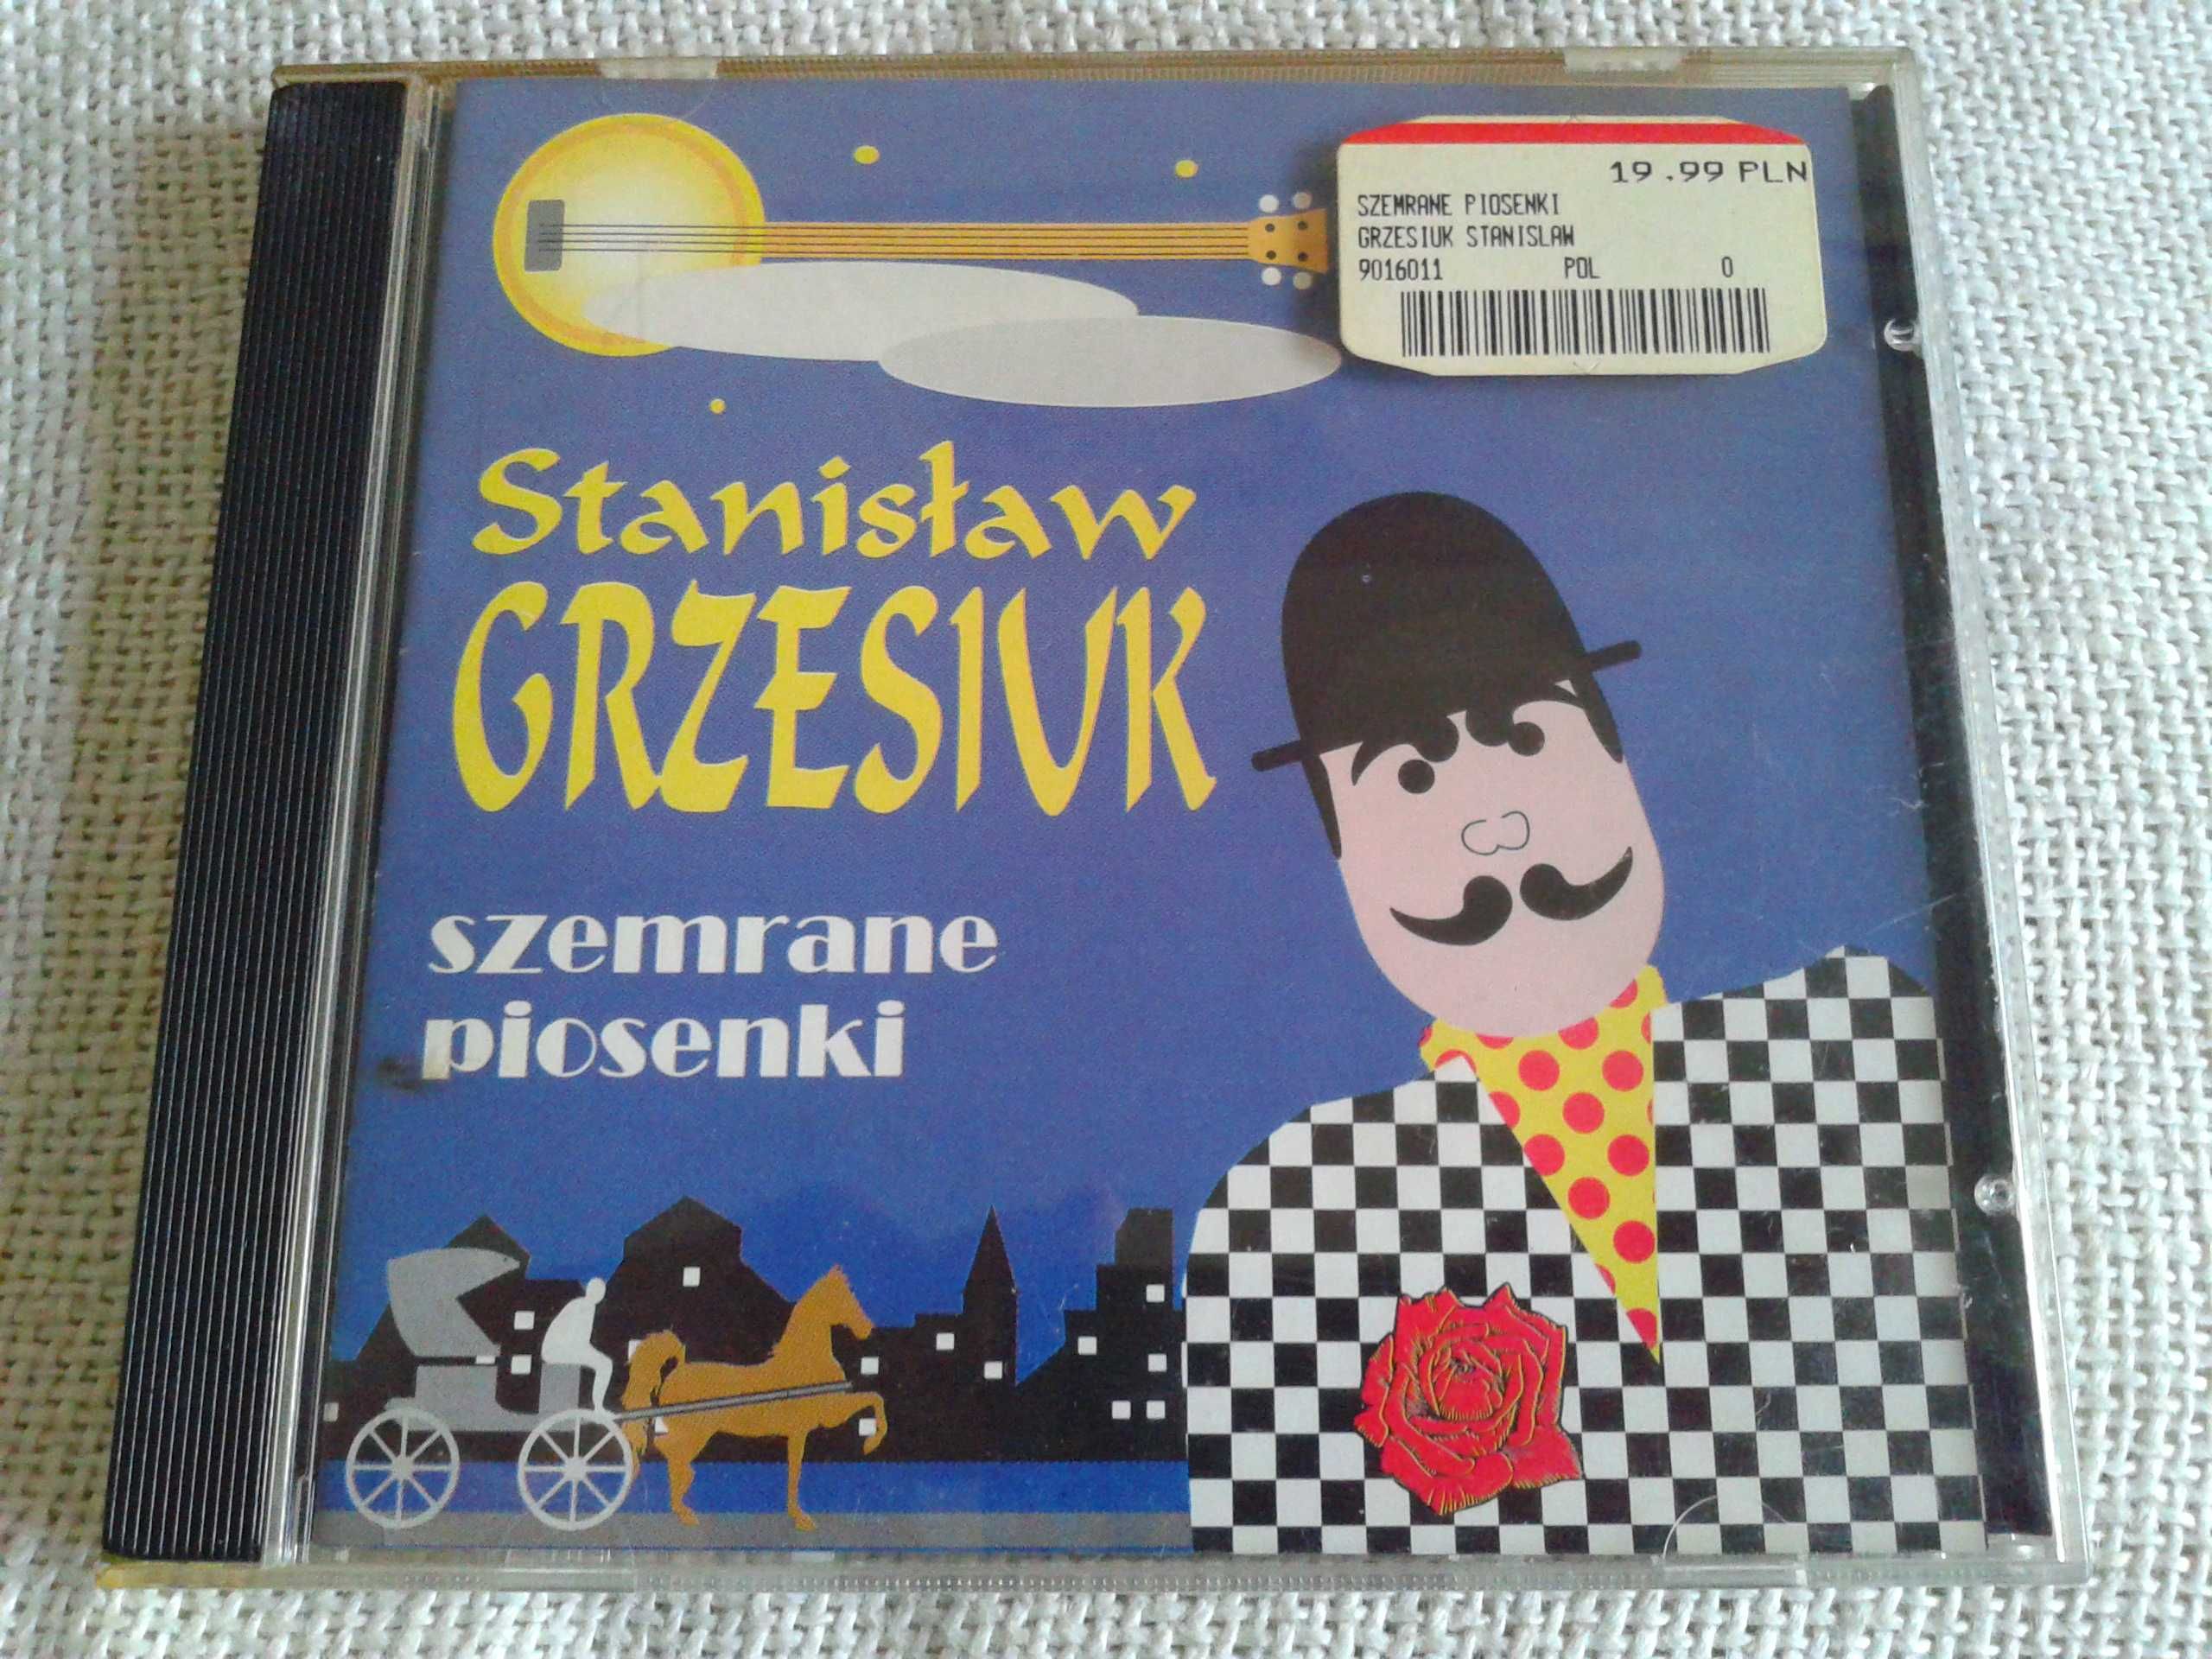 19.99 PLN
SZEMRANE PIOSENKI
GRZESIUK STANISLAW
9016011 POL 0
Stanisław
GRZESIUK
szemrane
piosenki